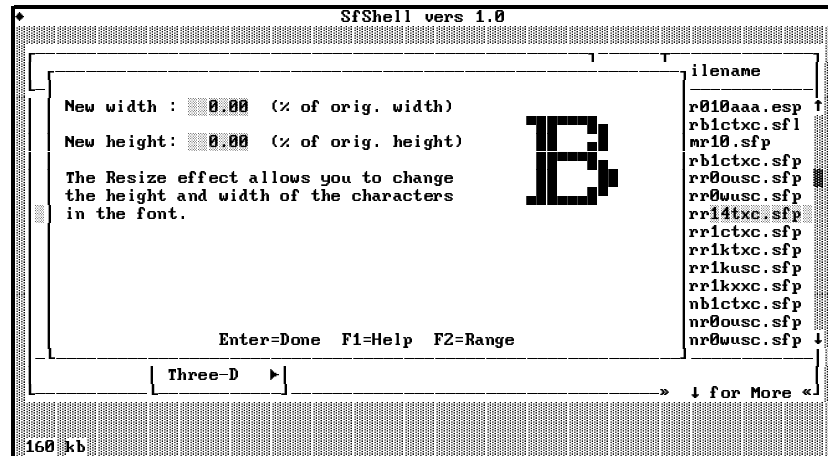 SfShell vers 1.0
ilename
New width : 0.00 (% of orig. width)
New height: 0.00 (% of orig. height)
The Resize effect allows you to change
the height and width of the characters
in the font.
B
Enter=Done F1=Help F2=Range
r010aaa.esp ↑
rb1ctxc.sfl
mr10.sfp
rb1ctxc.sfp
rr0ousc.sfp
rr0wusc.sfp
rr14txc.sfp
rr1ctxc.sfp
rr1ktxc.sfp
rr1kusc.sfp
rr1kxxc.sfp
nb1ctxc.sfp
nr0ousc.sfp
nr0wusc.sfp ↓
Three-D ►
» ↓ for More «
160 kb